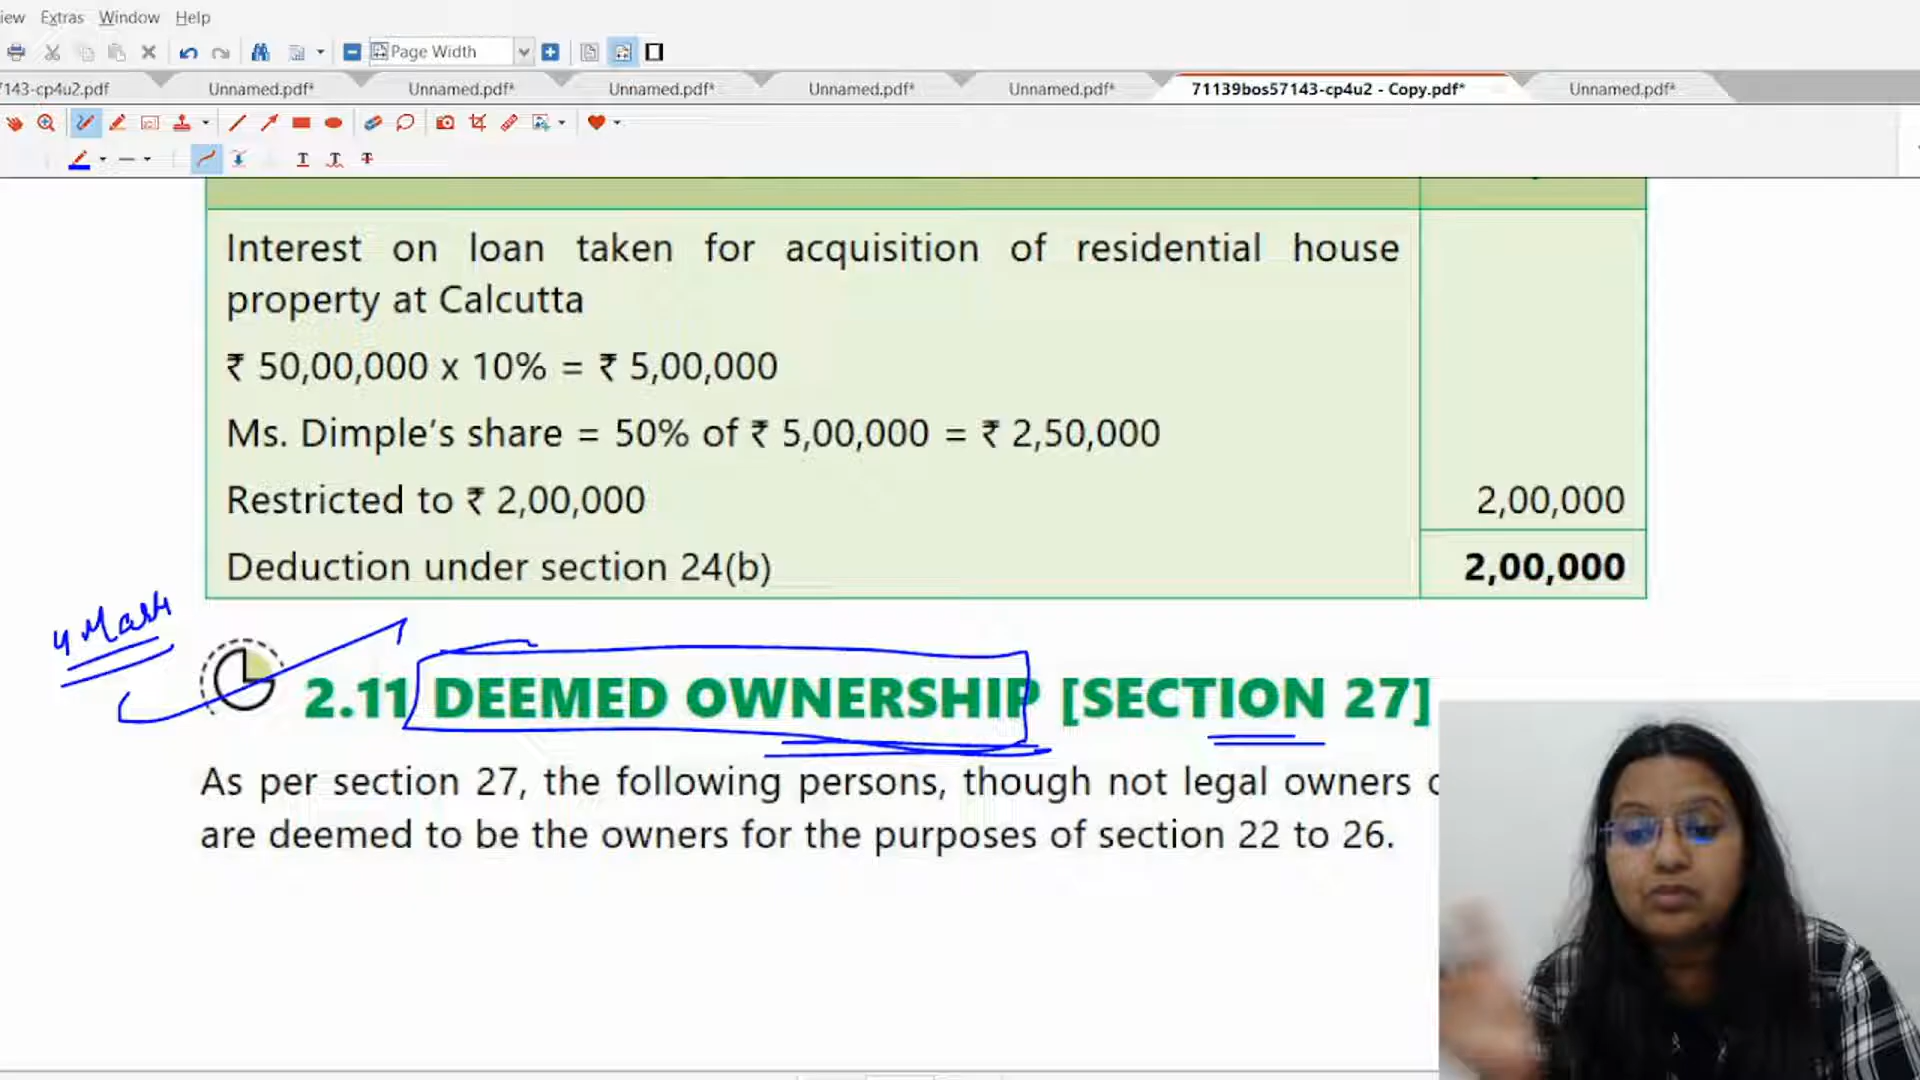 Extras Window Help
Page Width
7143-cp4u2.pdf Unnamed.pdf* Unnamed.pdf* Unnamed.pdf* Unnamed.pdf* Unnamed.pdf* 71139bos57143-cp4u2 - Copy.pdf* Unnamed.pdf*
Interest on loan taken for acquisition of residential house
property at Calcutta
₹ 50,00,000 x 10% = ₹ 5,00,000
Ms. Dimple’s share = 50% of ₹ 5,00,000 = ₹ 2,50,000
Restricted to ₹ 2,00,000 2,00,000
Deduction under section 24(b) 2,00,000
4 Mark
2.11 DEEMED OWNERSHIP [SECTION 27]
As per section 27, the following persons, though not legal owners
are deemed to be the owners for the purposes of section 22 to 26.